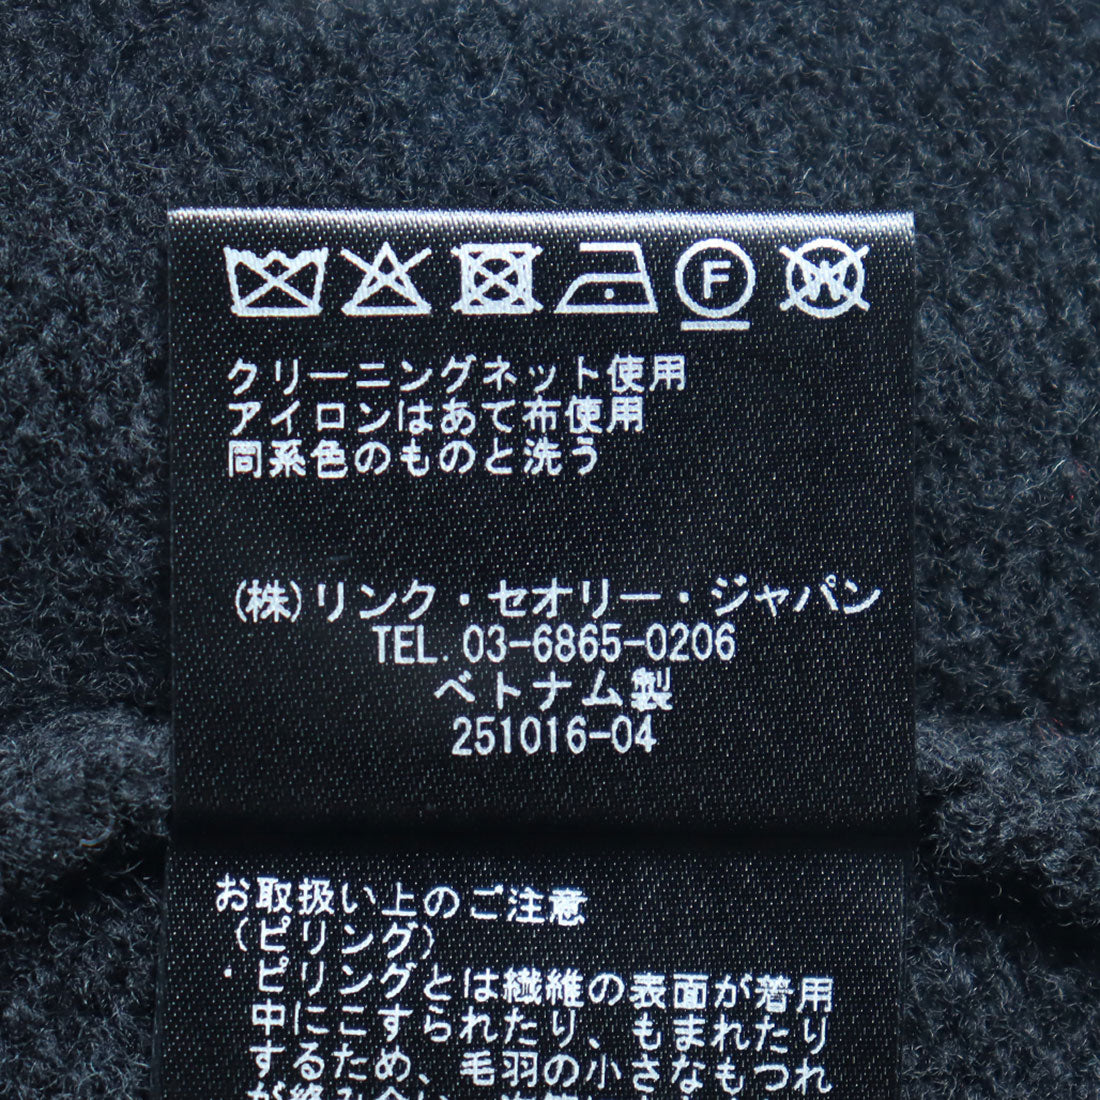 F W
クリーニングネット使用
アイロンはあて布使用
同系色のものと洗う
(株)リンク・セオリー・ジャパン
TEL. 03-6865-0206
ベトナム製
251016-04
お取扱い上のご注意
(ピリング)
・ピリングとは繊維の表面が着用
中にこすられたり、もまれたり
するため、毛羽の小さなもつれ
が絡み合い